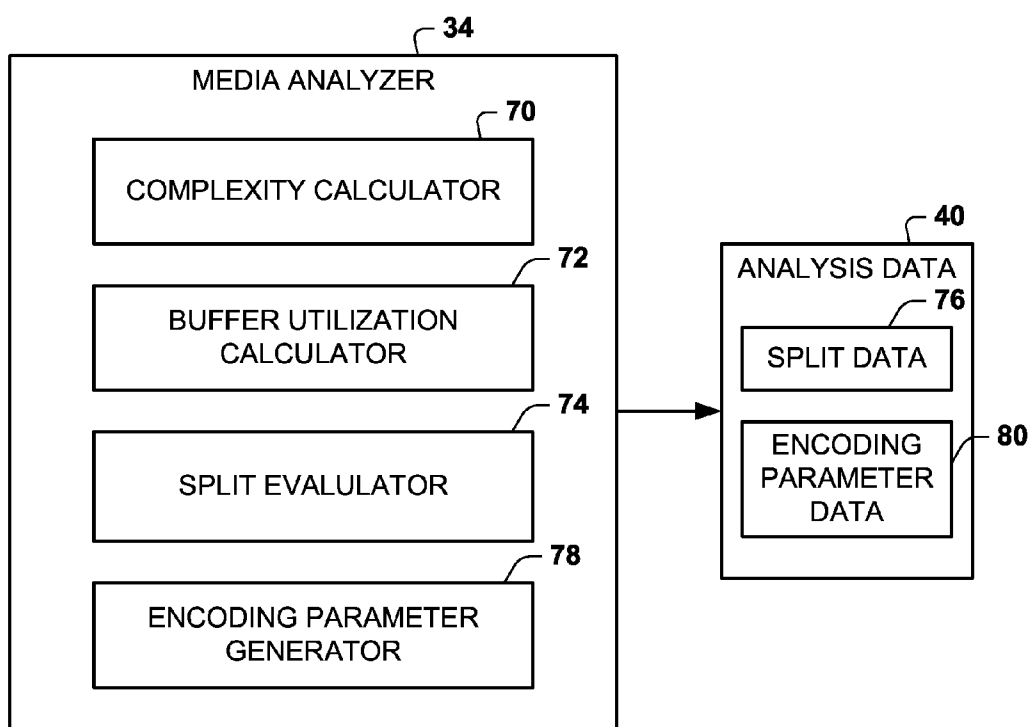 34
MEDIA ANALYZER
70
COMPLEXITY CALCULATOR
72
BUFFER UTILIZATION
CALCULATOR
74
SPLIT EVALULATOR
78
ENCODING PARAMETER
GENERATOR
40
ANALYSIS DATA
76
SPLIT DATA
80
ENCODING
PARAMETER
DATA